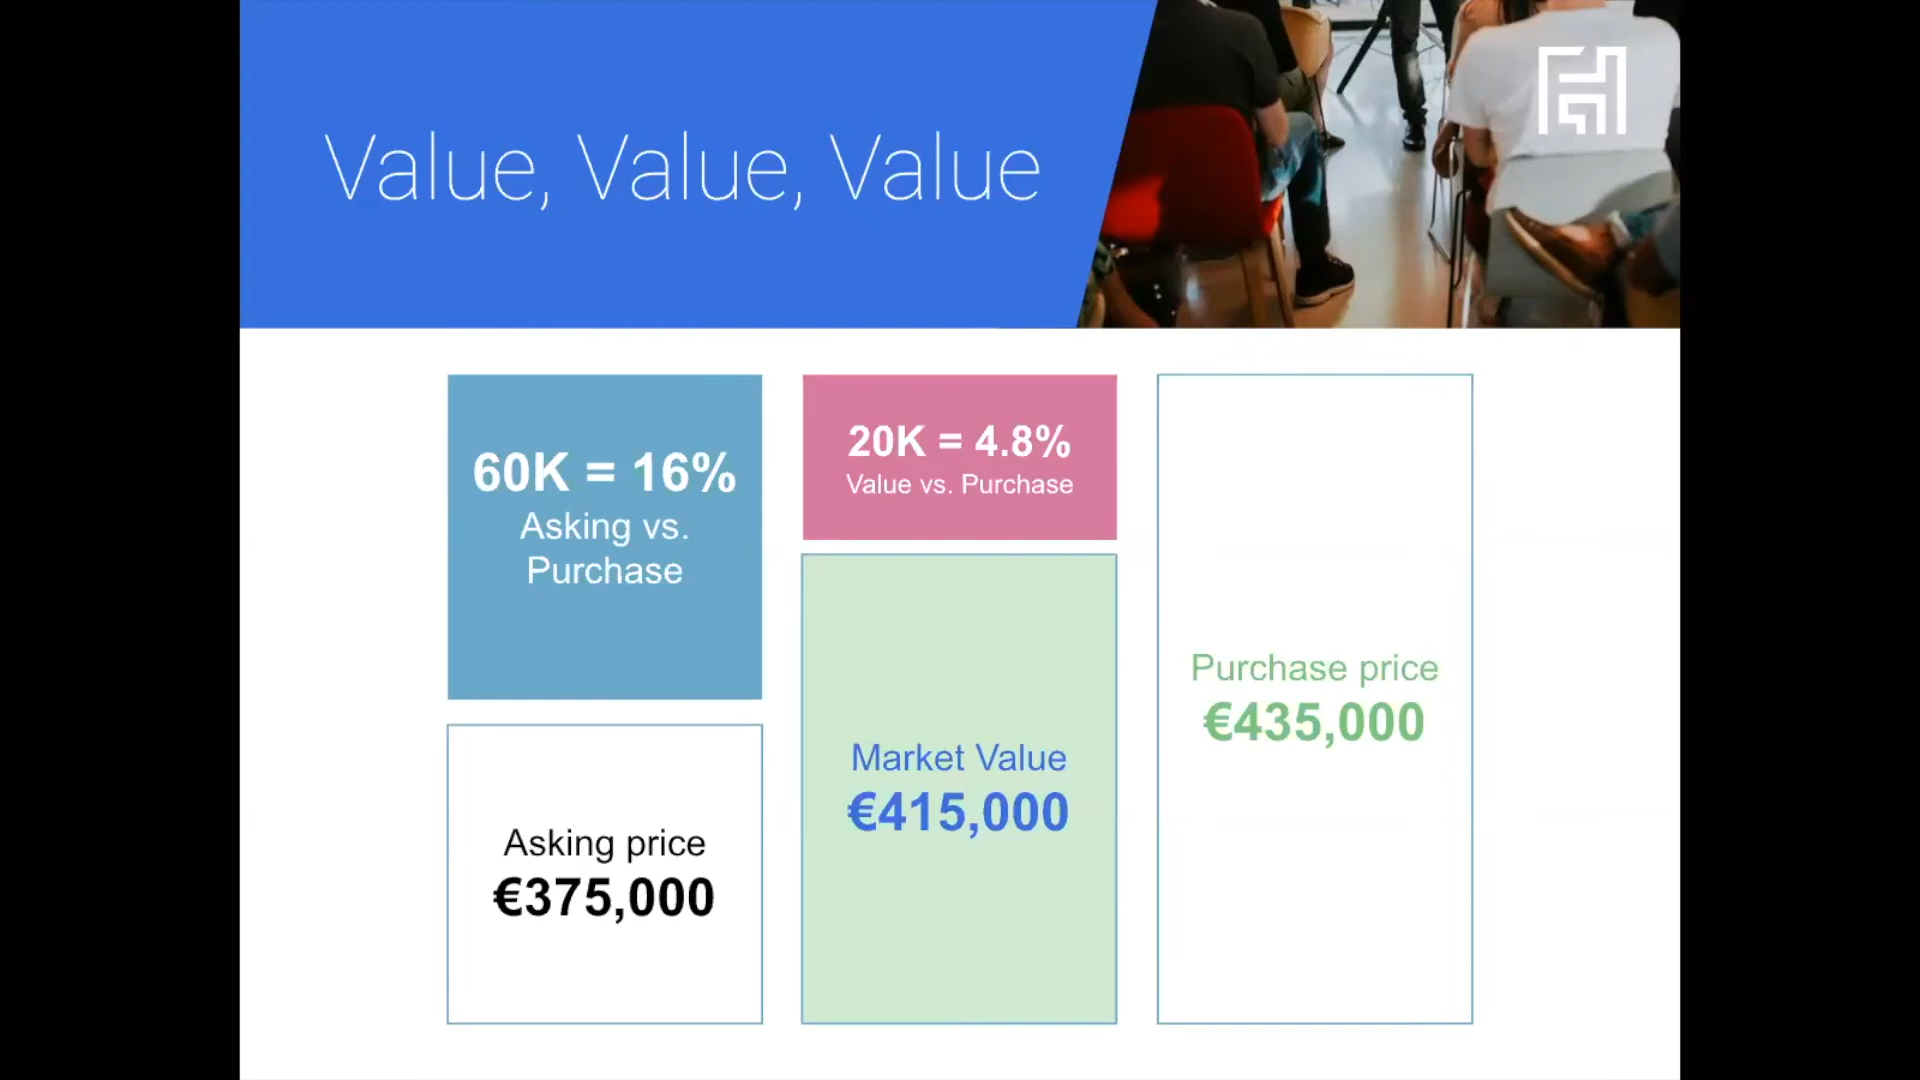 Value, Value, Value
60K = 16%
Asking vs.
Purchase
Asking price
€375,000
20K = 4.8%
Value vs. Purchase
Market Value
€415,000
Purchase price
€435,000